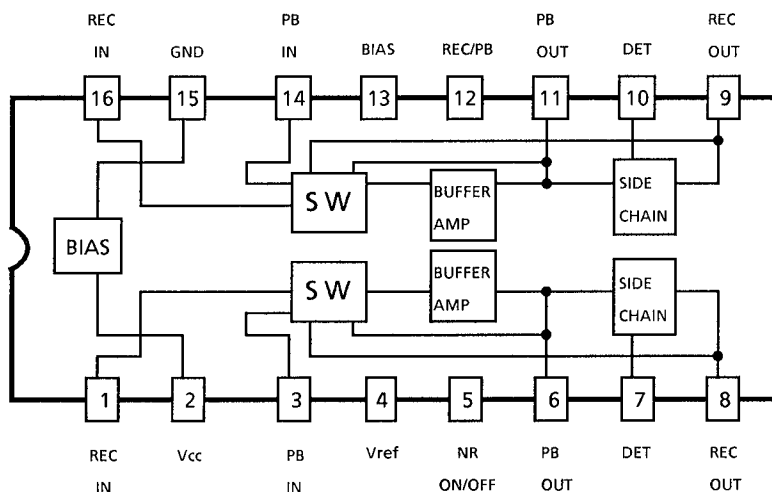 REC PB PB REC
IN GND IN BIAS REC/PB OUT DET OUT
16 15 14 13 12 11 10 9
SW BUFFER AMP SIDE CHAIN
BIAS
SW BUFFER AMP SIDE CHAIN
1 2 3 4 5 6 7 8
REC Vcc PB Vref NR PB DET REC
IN IN ON/OFF OUT OUT